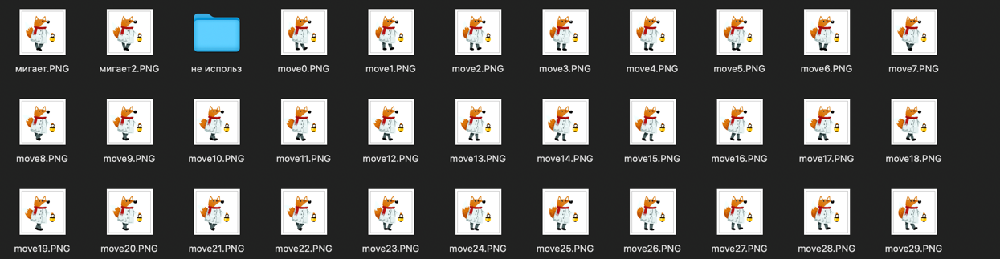 мигает.PNG
мигает2.PNG
не использ
move0.PNG
move1.PNG
move2.PNG
move3.PNG
move4.PNG
move5.PNG
move6.PNG
move7.PNG
move8.PNG
move9.PNG
move10.PNG
move11.PNG
move12.PNG
move13.PNG
move14.PNG
move15.PNG
move16.PNG
move17.PNG
move18.PNG
move19.PNG
move20.PNG
move21.PNG
move22.PNG
move23.PNG
move24.PNG
move25.PNG
move26.PNG
move27.PNG
move28.PNG
move29.PNG